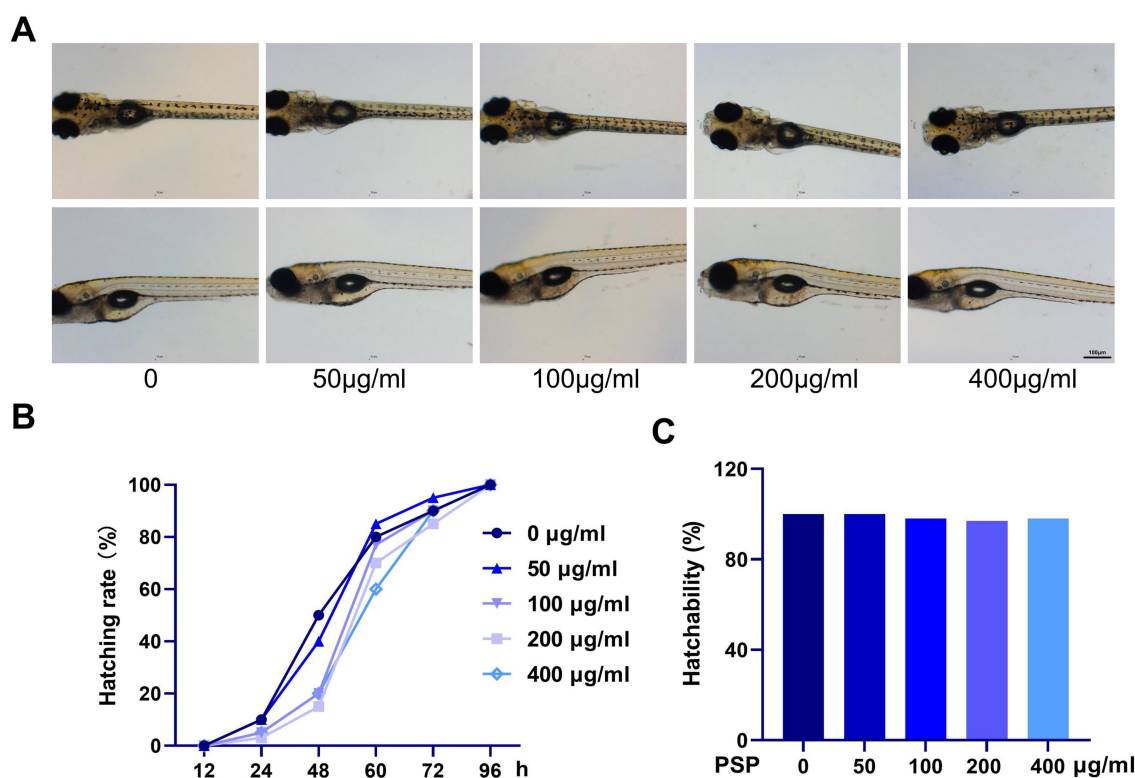 A
0 50µg/ml 100µg/ml 200µg/ml 400µg/ml
100µm
B
Hatching rate (%)
100
80
60
40
20
0
12 24 48 60 72 96 h
0 µg/ml
50 µg/ml
100 µg/ml
200 µg/ml
400 µg/ml
C
Hatchability (%)
120
80
40
0
PSP 0 50 100 200 400 µg/ml